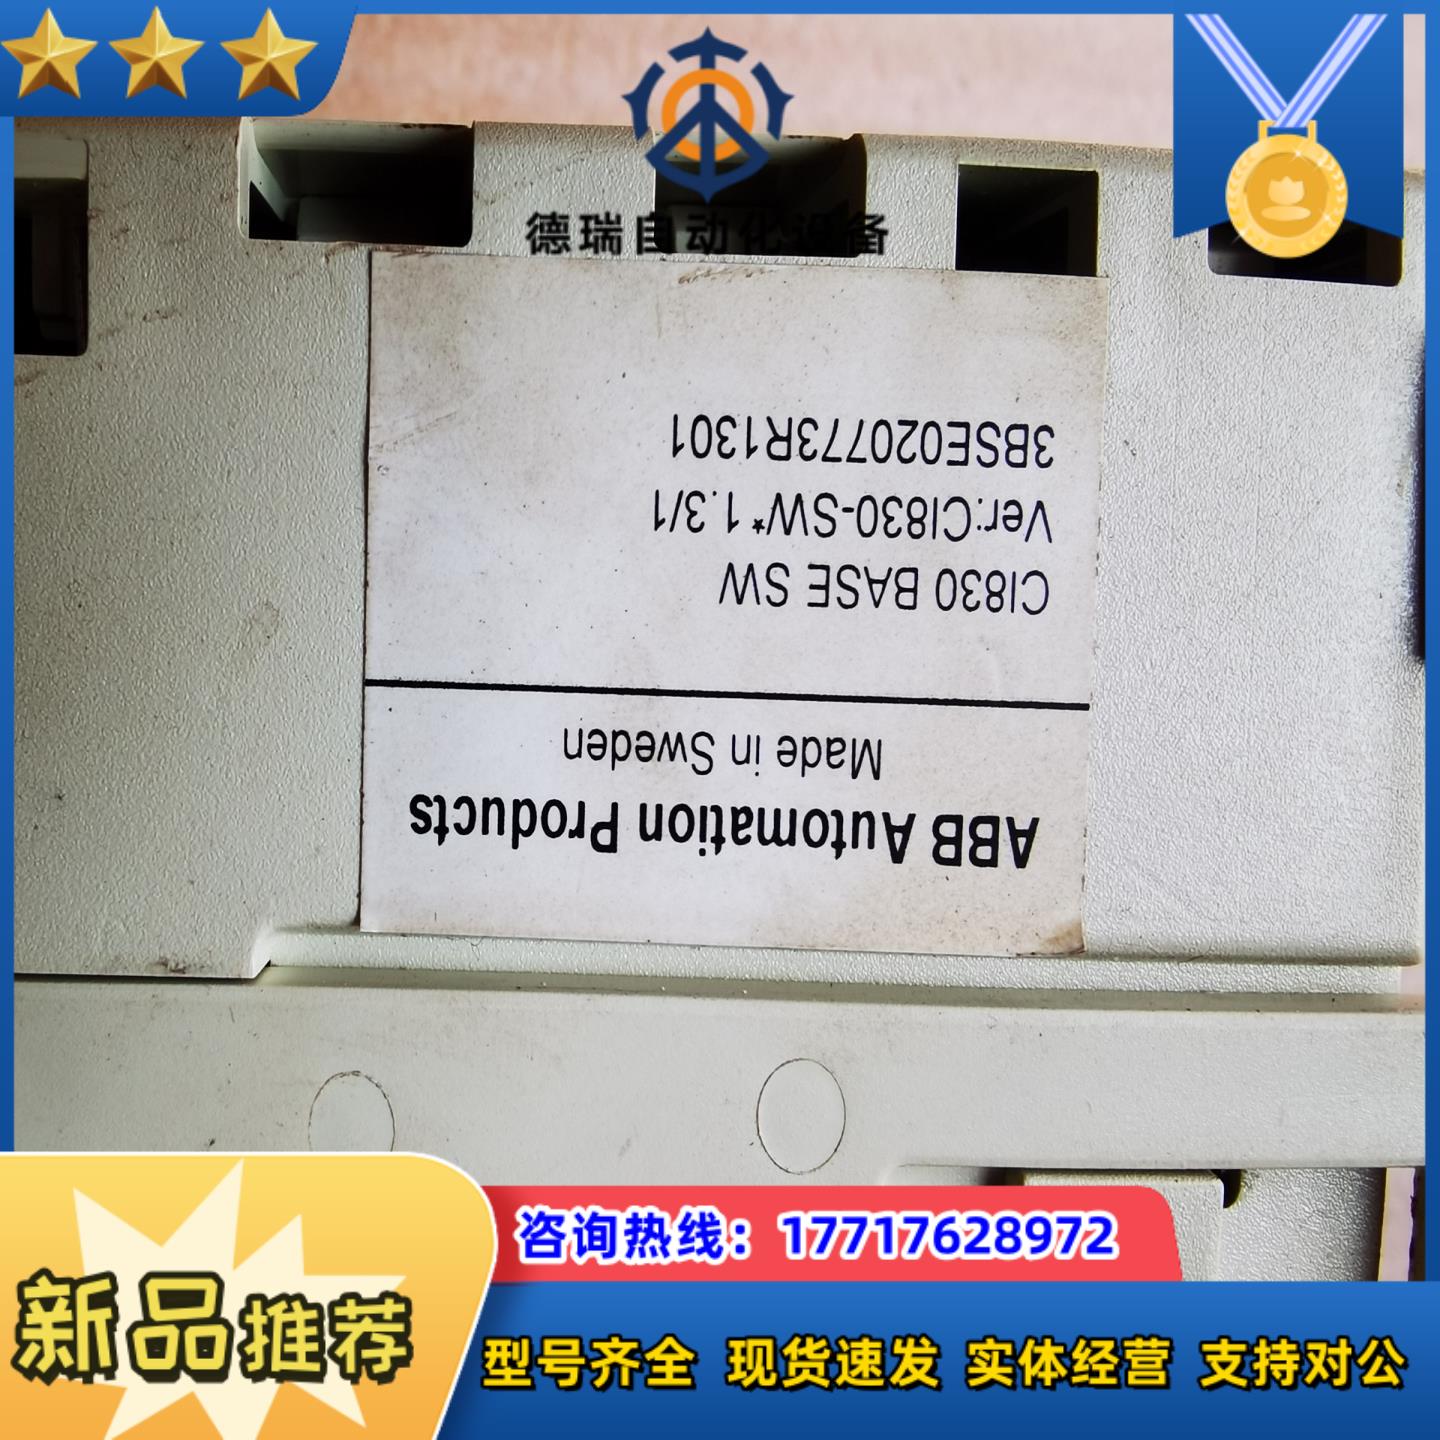 德瑞自动化设备
ABB Automation Products
Made in Sweden
CI830 BASE SW
Ver:CI830-SW*1.3/1
3BSE020773R1301
咨询热线：17717628972
新品推荐
型号齐全 现货速发 实体经营 支持对公